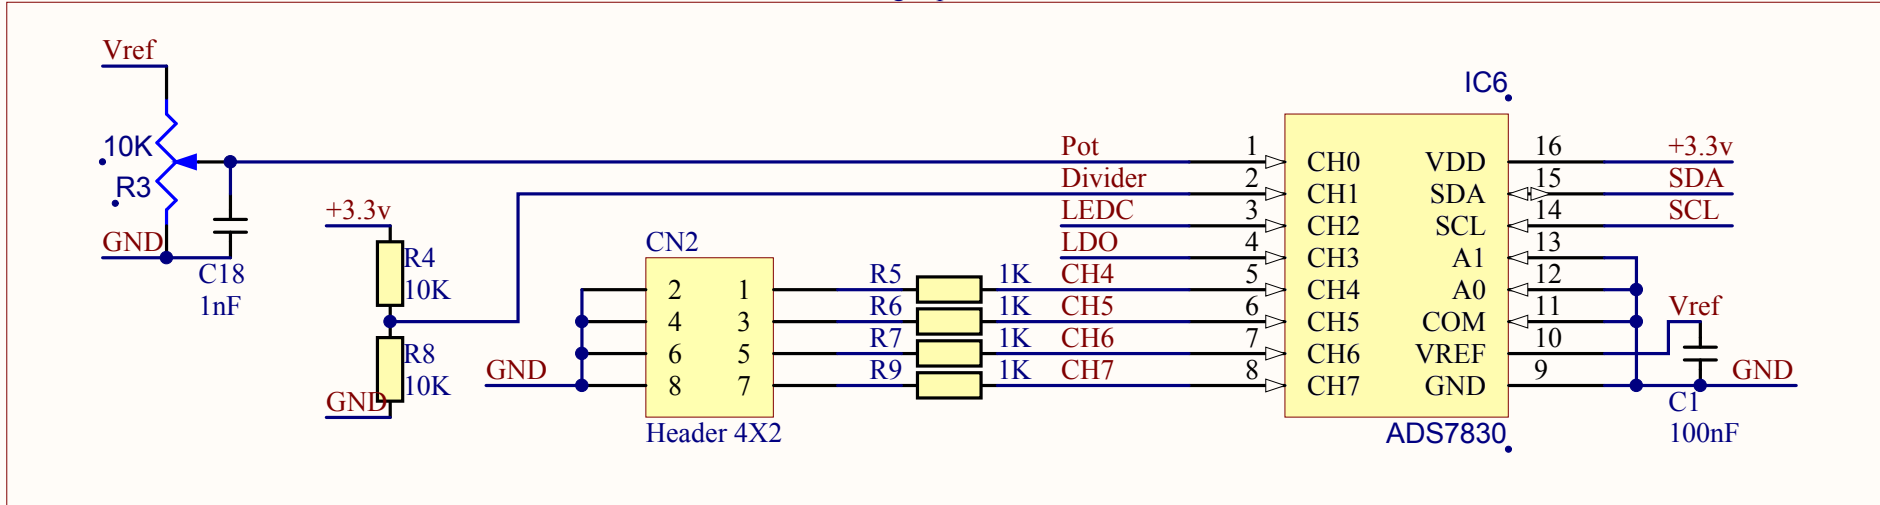 Vref
10K
R3
GND
C18
1nF
+3.3v
R4
10K
R8
10K
GND
CN2
2 1
4 3
6 5
8 7
GND
Header 4X2
R5 1K
R6 1K
R7 1K
R9 1K
Pot
Divider
LEDC
LDO
CH4
CH5
CH6
CH7
IC6
1 CH0 VDD 16 +3.3v
2 CH1 SDA 15 SDA
3 CH2 SCL 14 SCL
4 CH3 A1 13
5 CH4 A0 12
6 CH5 COM 11
7 CH6 VREF 10
8 CH7 GND 9
Vref
GND
C1
100nF
ADS7830